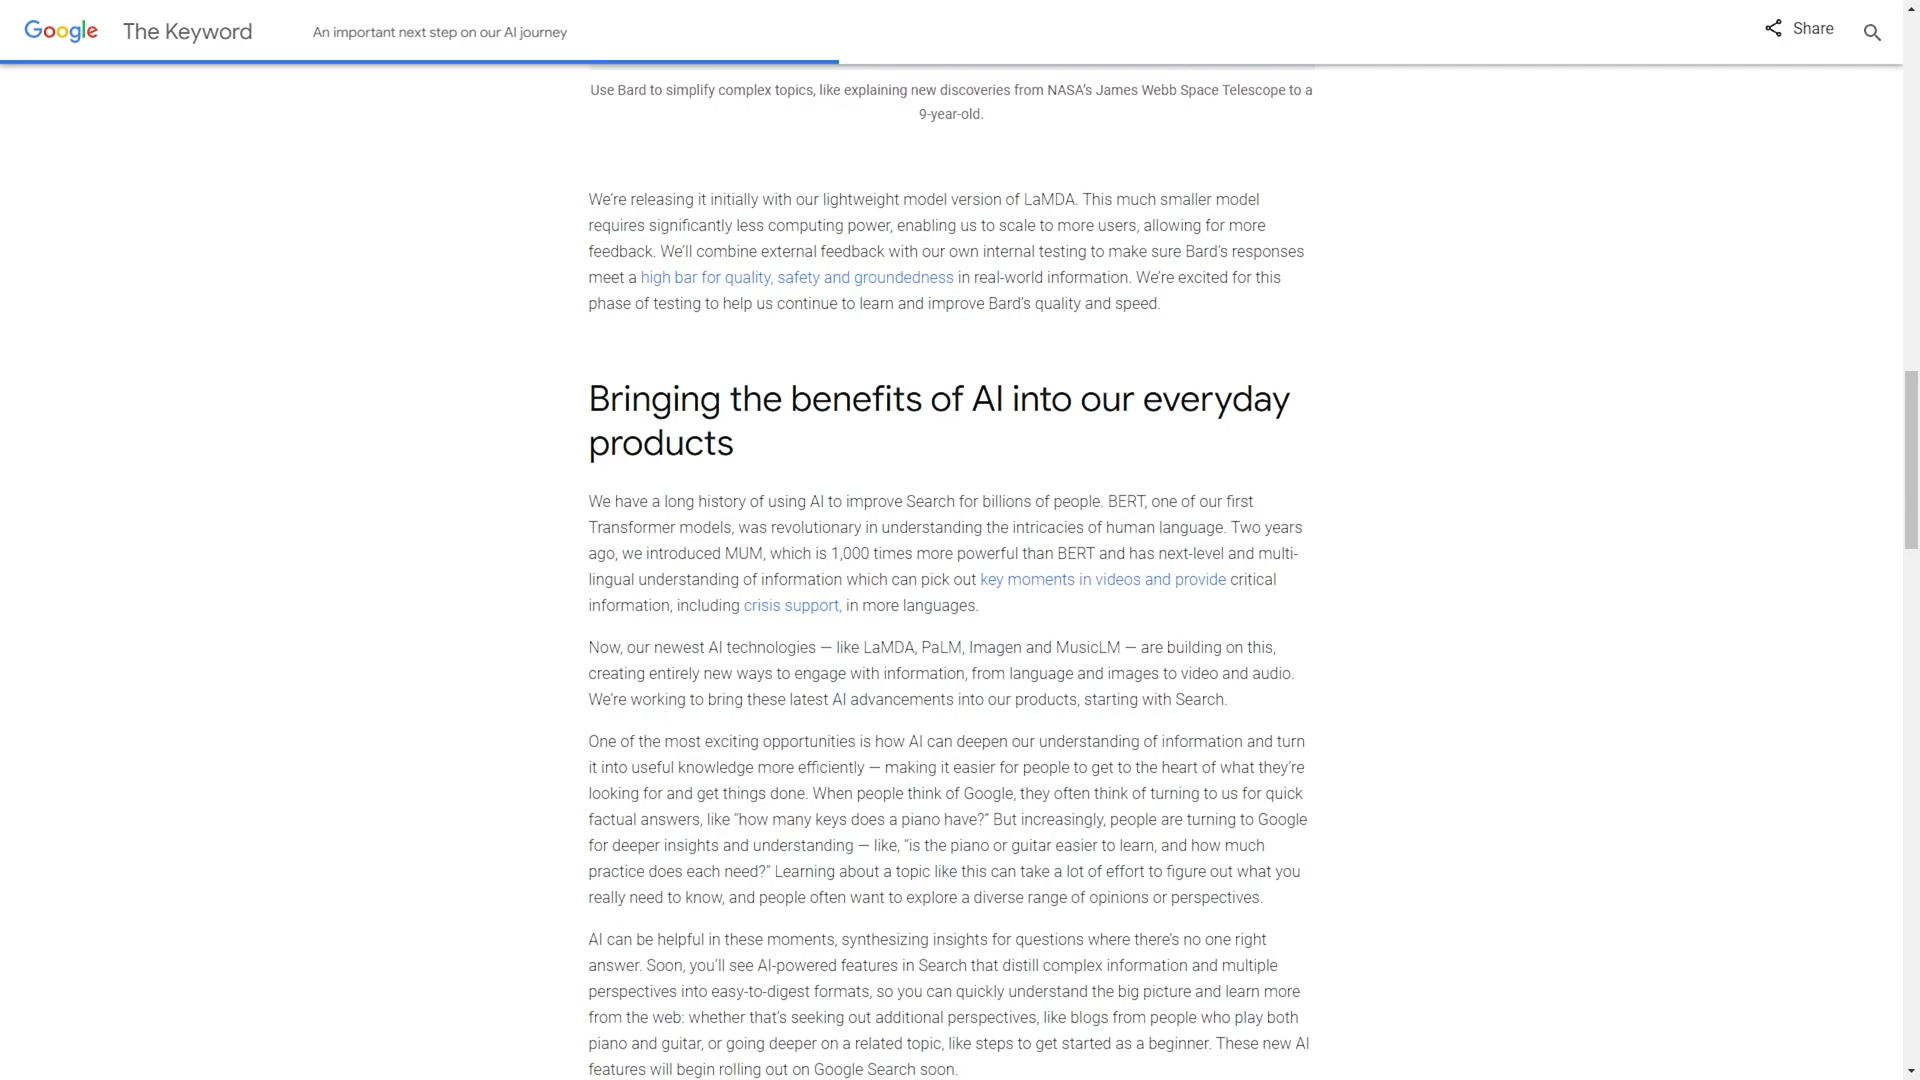 Google The Keyword An important next step on our AI journey Share
Use Bard to simplify complex topics, like explaining new discoveries from NASA’s James Webb Space Telescope to a
9-year-old.
We’re releasing it initially with our lightweight model version of LaMDA. This much smaller model
requires significantly less computing power, enabling us to scale to more users, allowing for more
feedback. We’ll combine external feedback with our own internal testing to make sure Bard’s responses
meet a high bar for quality, safety and groundedness in real-world information. We’re excited for this
phase of testing to help us continue to learn and improve Bard’s quality and speed.
Bringing the benefits of AI into our everyday
products
We have a long history of using AI to improve Search for billions of people. BERT, one of our first
Transformer models, was revolutionary in understanding the intricacies of human language. Two years
ago, we introduced MUM, which is 1,000 times more powerful than BERT and has next-level and multi-
lingual understanding of information which can pick out key moments in videos and provide critical
information, including crisis support, in more languages.
Now, our newest AI technologies — like LaMDA, PaLM, Imagen and MusicLM — are building on this,
creating entirely new ways to engage with information, from language and images to video and audio.
We’re working to bring these latest AI advancements into our products, starting with Search.
One of the most exciting opportunities is how AI can deepen our understanding of information and turn
it into useful knowledge more efficiently — making it easier for people to get to the heart of what they’re
looking for and get things done. When people think of Google, they often think of turning to us for quick
factual answers, like “how many keys does a piano have?” But increasingly, people are turning to Google
for deeper insights and understanding — like, “is the piano or guitar easier to learn, and how much
practice does each need?” Learning about a topic like this can take a lot of effort to figure out what you
really need to know, and people often want to explore a diverse range of opinions or perspectives.
AI can be helpful in these moments, synthesizing insights for questions where there’s no one right
answer. Soon, you’ll see AI-powered features in Search that distill complex information and multiple
perspectives into easy-to-digest formats, so you can quickly understand the big picture and learn more
from the web: whether that’s seeking out additional perspectives, like blogs from people who play both
piano and guitar, or going deeper on a related topic, like steps to get started as a beginner. These new AI
features will begin rolling out on Google Search soon.